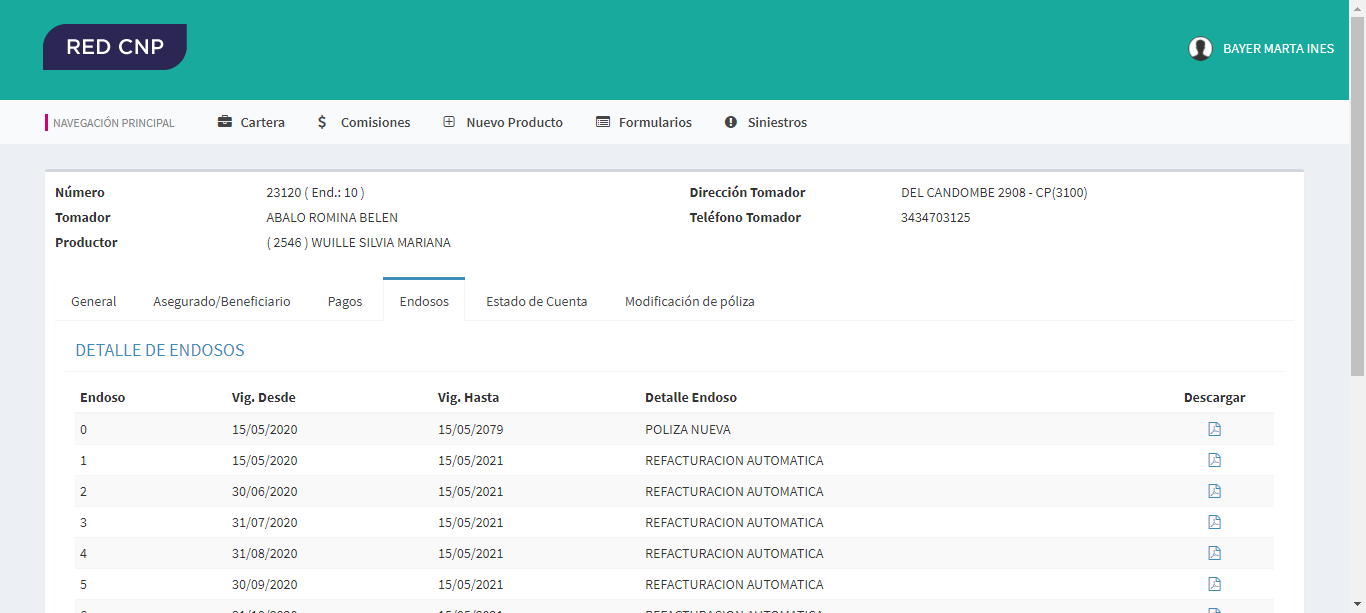 RED CNP
BAYER MARTA INES
NAVEGACIÓN PRINCIPAL Cartera $ Comisiones Nuevo Producto Formularios Siniestros
Número 23120 ( End.: 10 ) Dirección Tomador DEL CANDOMBE 2908 - CP(3100)
Tomador ABALO ROMINA BELEN Teléfono Tomador 3434703125
Productor ( 2546 ) WUILLE SILVIA MARIANA
General Asegurado/Beneficiario Pagos Endosos Estado de Cuenta Modificación de póliza
DETALLE DE ENDOSOS
Endoso Vig. Desde Vig. Hasta Detalle Endoso Descargar
0 15/05/2020 15/05/2079 POLIZA NUEVA
1 15/05/2020 15/05/2021 REFACTURACION AUTOMATICA
2 30/06/2020 15/05/2021 REFACTURACION AUTOMATICA
3 31/07/2020 15/05/2021 REFACTURACION AUTOMATICA
4 31/08/2020 15/05/2021 REFACTURACION AUTOMATICA
5 30/09/2020 15/05/2021 REFACTURACION AUTOMATICA